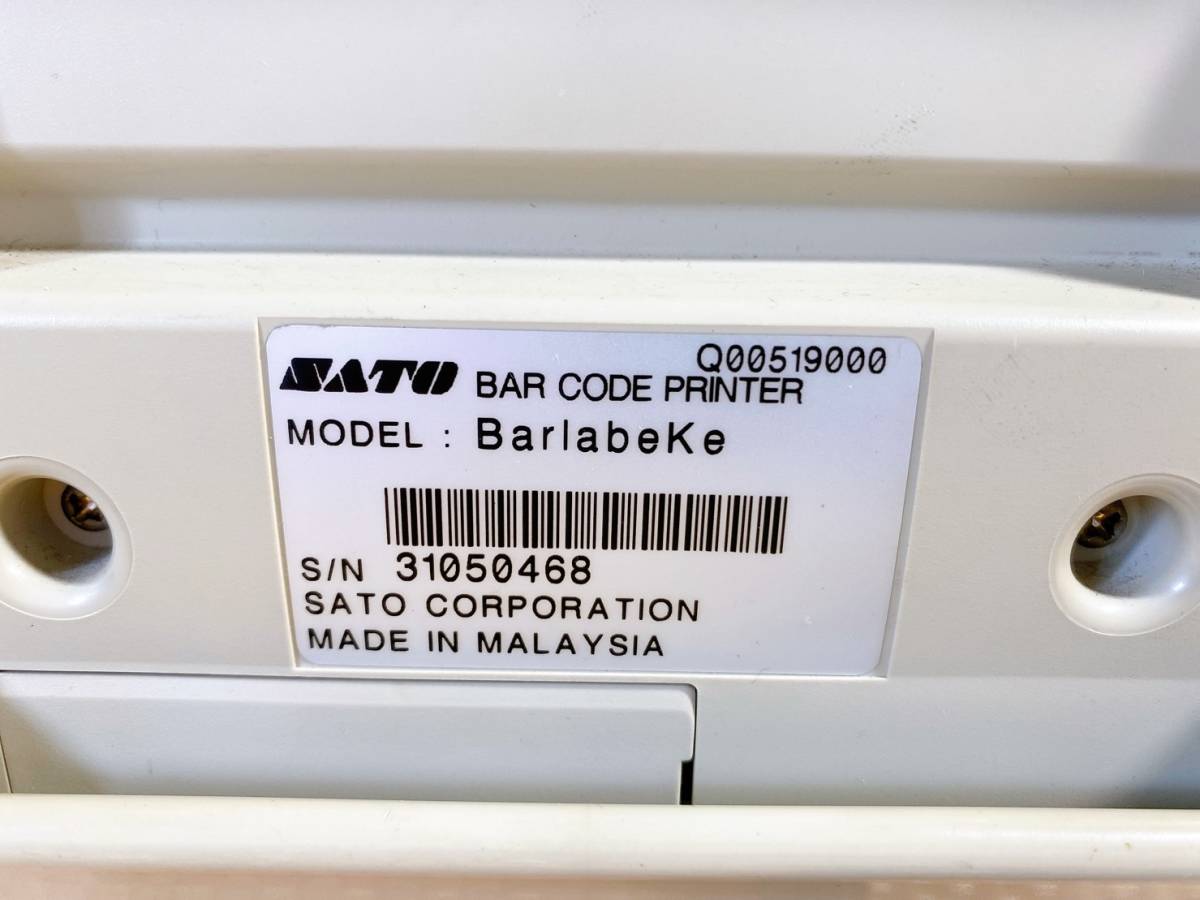 Q00519000
SATO BAR CODE PRINTER
MODEL : BarlabeKe
S/N 31050468
SATO CORPORATION
MADE IN MALAYSIA